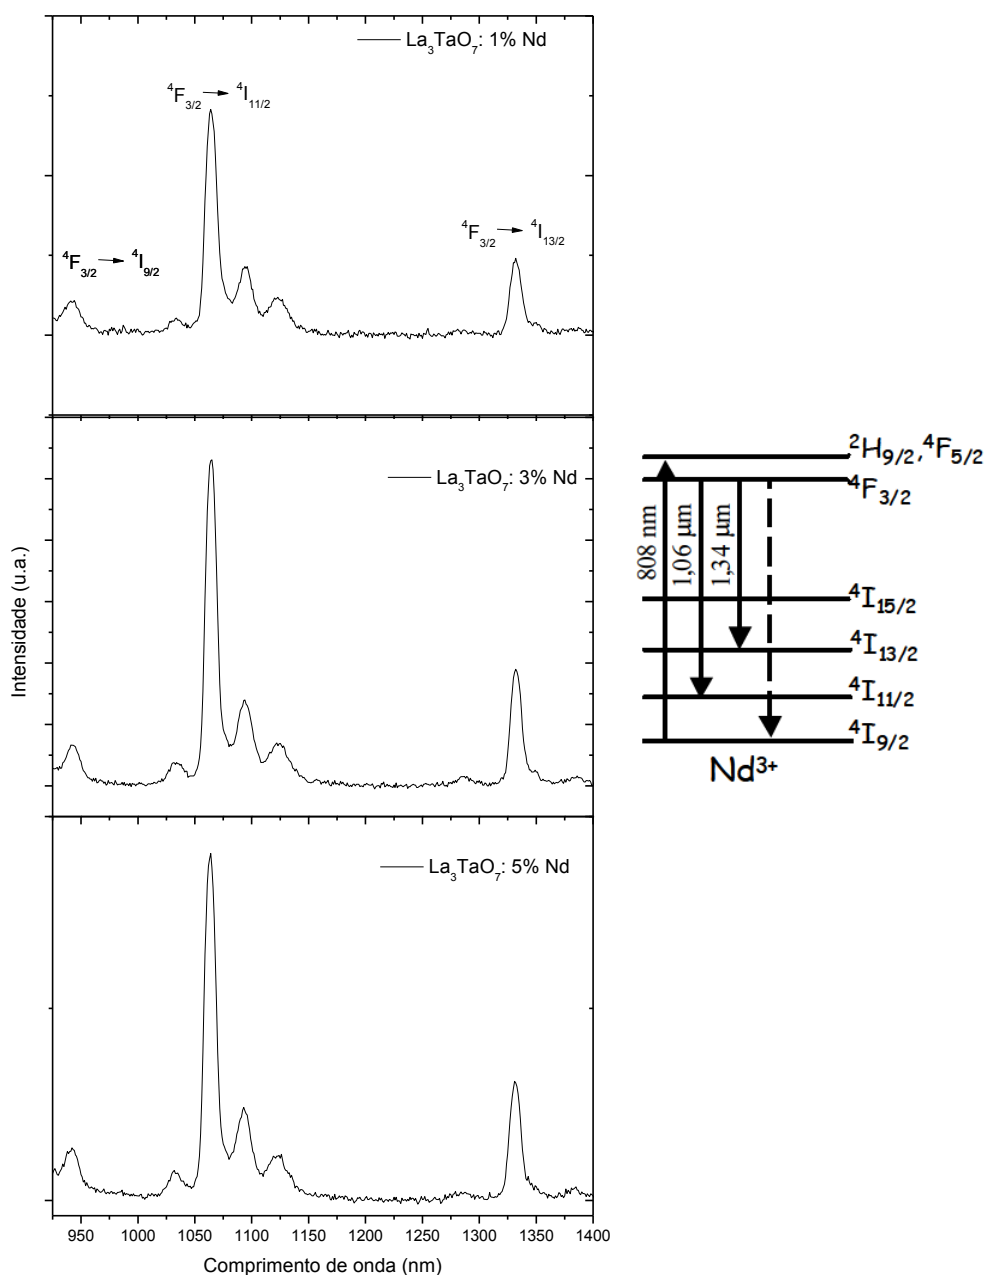 La₃TaO₇: 1% Nd
⁴F₃/₂ → ⁴I₁₁/₂
⁴F₃/₂ → ⁴I₁₃/₂
⁴F₃/₂ → ⁴I₉/₂
La₃TaO₇: 3% Nd
La₃TaO₇: 5% Nd
Intensidade (u.a.)
950 1000 1050 1100 1150 1200 1250 1300 1350 1400
Comprimento de onda (nm)
²H₉/₂, ⁴F₅/₂
⁴F₃/₂
808 nm
1,06 µm
1,34 µm
⁴I₁₅/₂
⁴I₁₃/₂
⁴I₁₁/₂
⁴I₉/₂
Nd³⁺